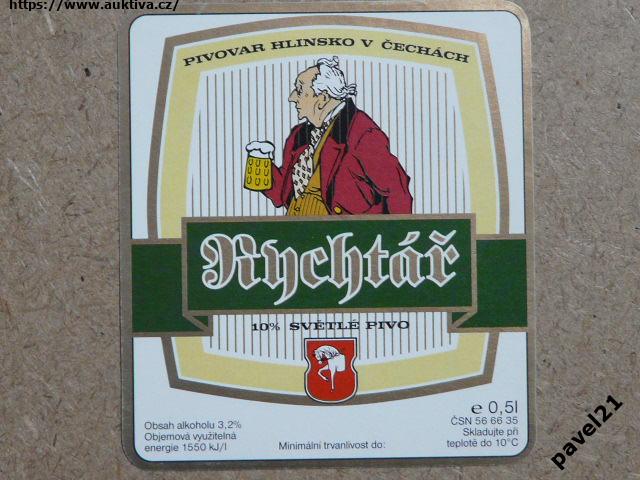 https://www.auktiva.cz/
PIVOVAR HLINSKO V ČECHÁCH
Rychtář
10% SVĚTLÉ PIVO
Obsah alkoholu 3,2%
Objemová využitelná
energie 1550 kJ/l
Minimální trvanlivost do:
e 0,5l
ČSN 56 66 35
Skladujte při
teplotě do 10°C
pavel21